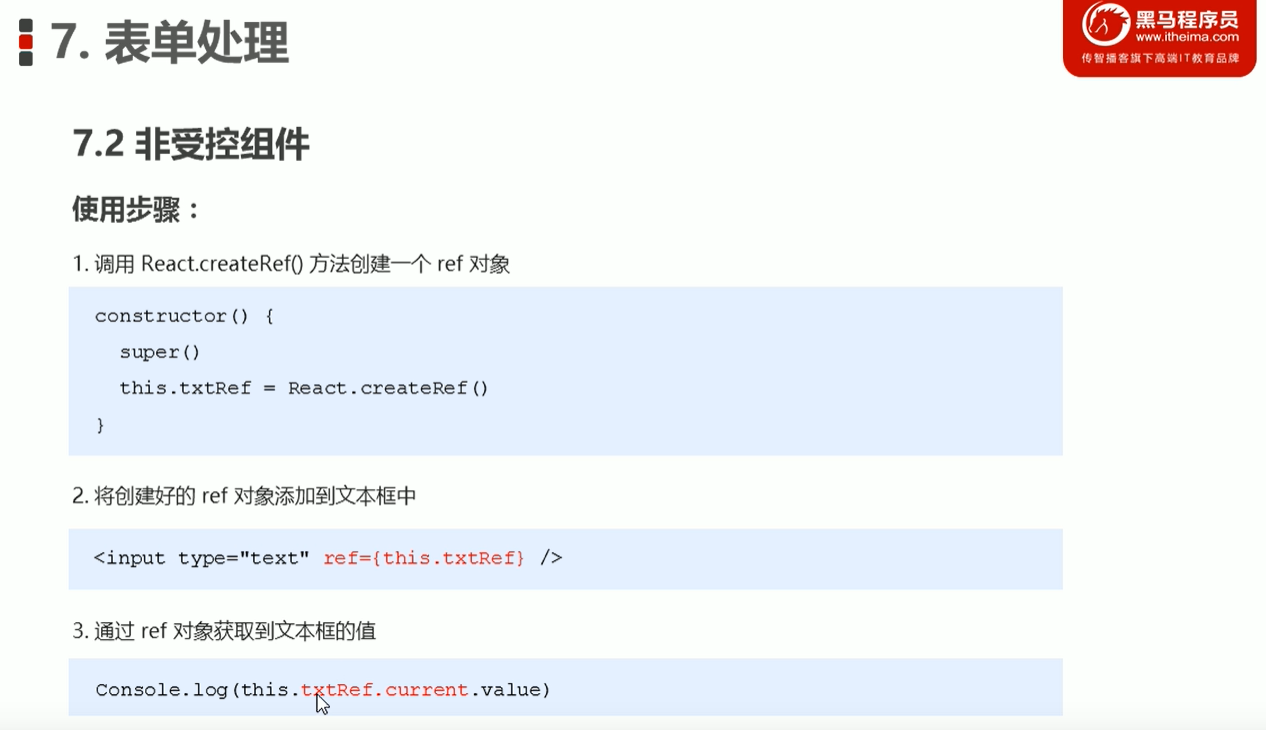 7. 表单处理
黑马程序员
www.itheima.com
传智播客旗下高端IT教育品牌
7.2 非受控组件
使用步骤：
1. 调用 React.createRef() 方法创建一个 ref 对象
constructor() {
super()
this.txtRef = React.createRef()
}
2. 将创建好的 ref 对象添加到文本框中
<input type="text" ref={this.txtRef} />
3. 通过 ref 对象获取到文本框的值
Console.log(this.txtRef.current.value)